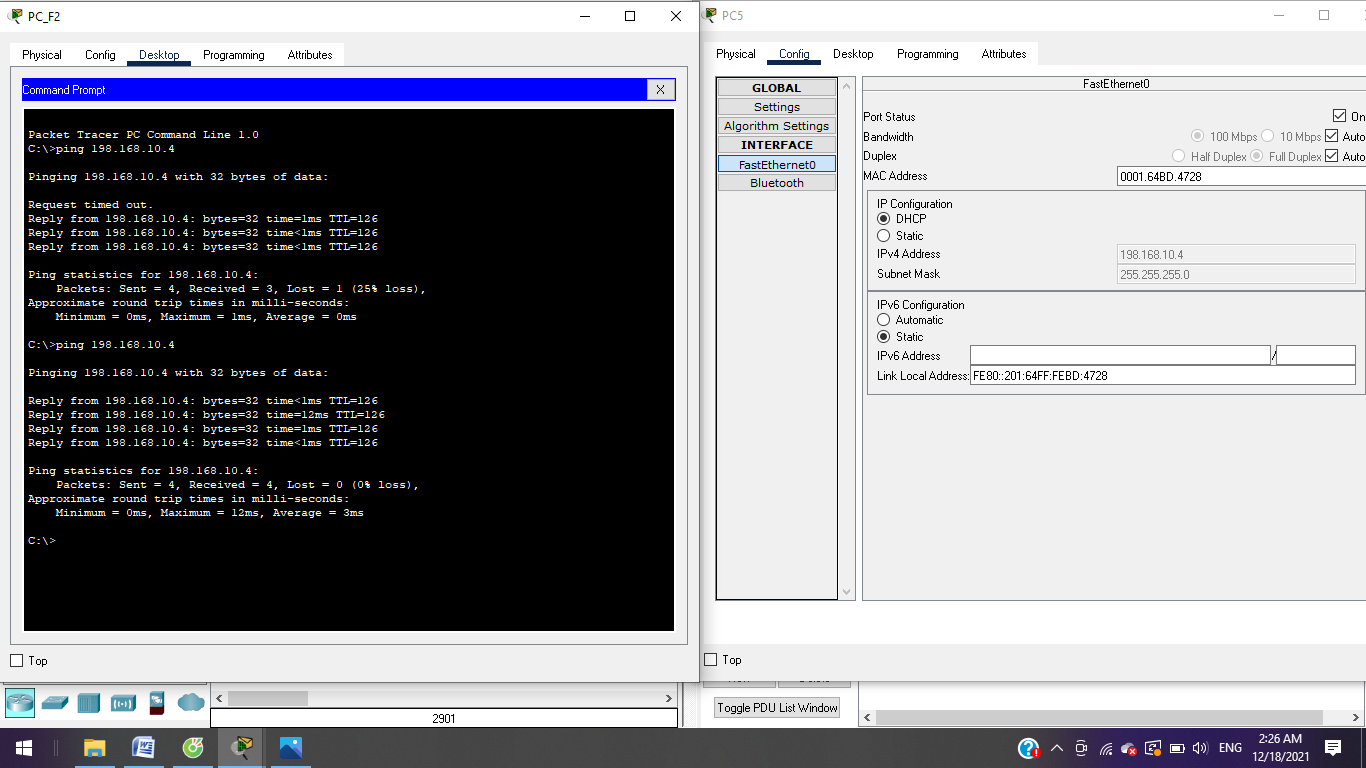 PC_F2
Physical Config Desktop Programming Attributes
Command Prompt
X
Packet Tracer PC Command Line 1.0
C:\>ping 198.168.10.4
Pinging 198.168.10.4 with 32 bytes of data:
Request timed out.
Reply from 198.168.10.4: bytes=32 time=1ms TTL=126
Reply from 198.168.10.4: bytes=32 time<1ms TTL=126
Reply from 198.168.10.4: bytes=32 time<1ms TTL=126
Ping statistics for 198.168.10.4:
Packets: Sent = 4, Received = 3, Lost = 1 (25% loss),
Approximate round trip times in milli-seconds:
Minimum = 0ms, Maximum = 1ms, Average = 0ms
C:\>ping 198.168.10.4
Pinging 198.168.10.4 with 32 bytes of data:
Reply from 198.168.10.4: bytes=32 time<1ms TTL=126
Reply from 198.168.10.4: bytes=32 time=12ms TTL=126
Reply from 198.168.10.4: bytes=32 time=1ms TTL=126
Reply from 198.168.10.4: bytes=32 time<1ms TTL=126
Ping statistics for 198.168.10.4:
Packets: Sent = 4, Received = 4, Lost = 0 (0% loss),
Approximate round trip times in milli-seconds:
Minimum = 0ms, Maximum = 12ms, Average = 3ms
C:\>
Top
2901
PC5
Physical Config Desktop Programming Attributes
GLOBAL
Settings
Algorithm Settings
INTERFACE
FastEthernet0
Bluetooth
FastEthernet0
Port Status On
Bandwidth 100 Mbps 10 Mbps Auto
Duplex Half Duplex Full Duplex Auto
MAC Address 0001.64BD.4728
IP Configuration
DHCP
Static
IPv4 Address 198.168.10.4
Subnet Mask 255.255.255.0
IPv6 Configuration
Automatic
Static
IPv6 Address /
Link Local Address: FE80::201:64FF:FEBD:4728
Top
Toggle PDU List Window
ENG
2:26 AM
12/18/2021